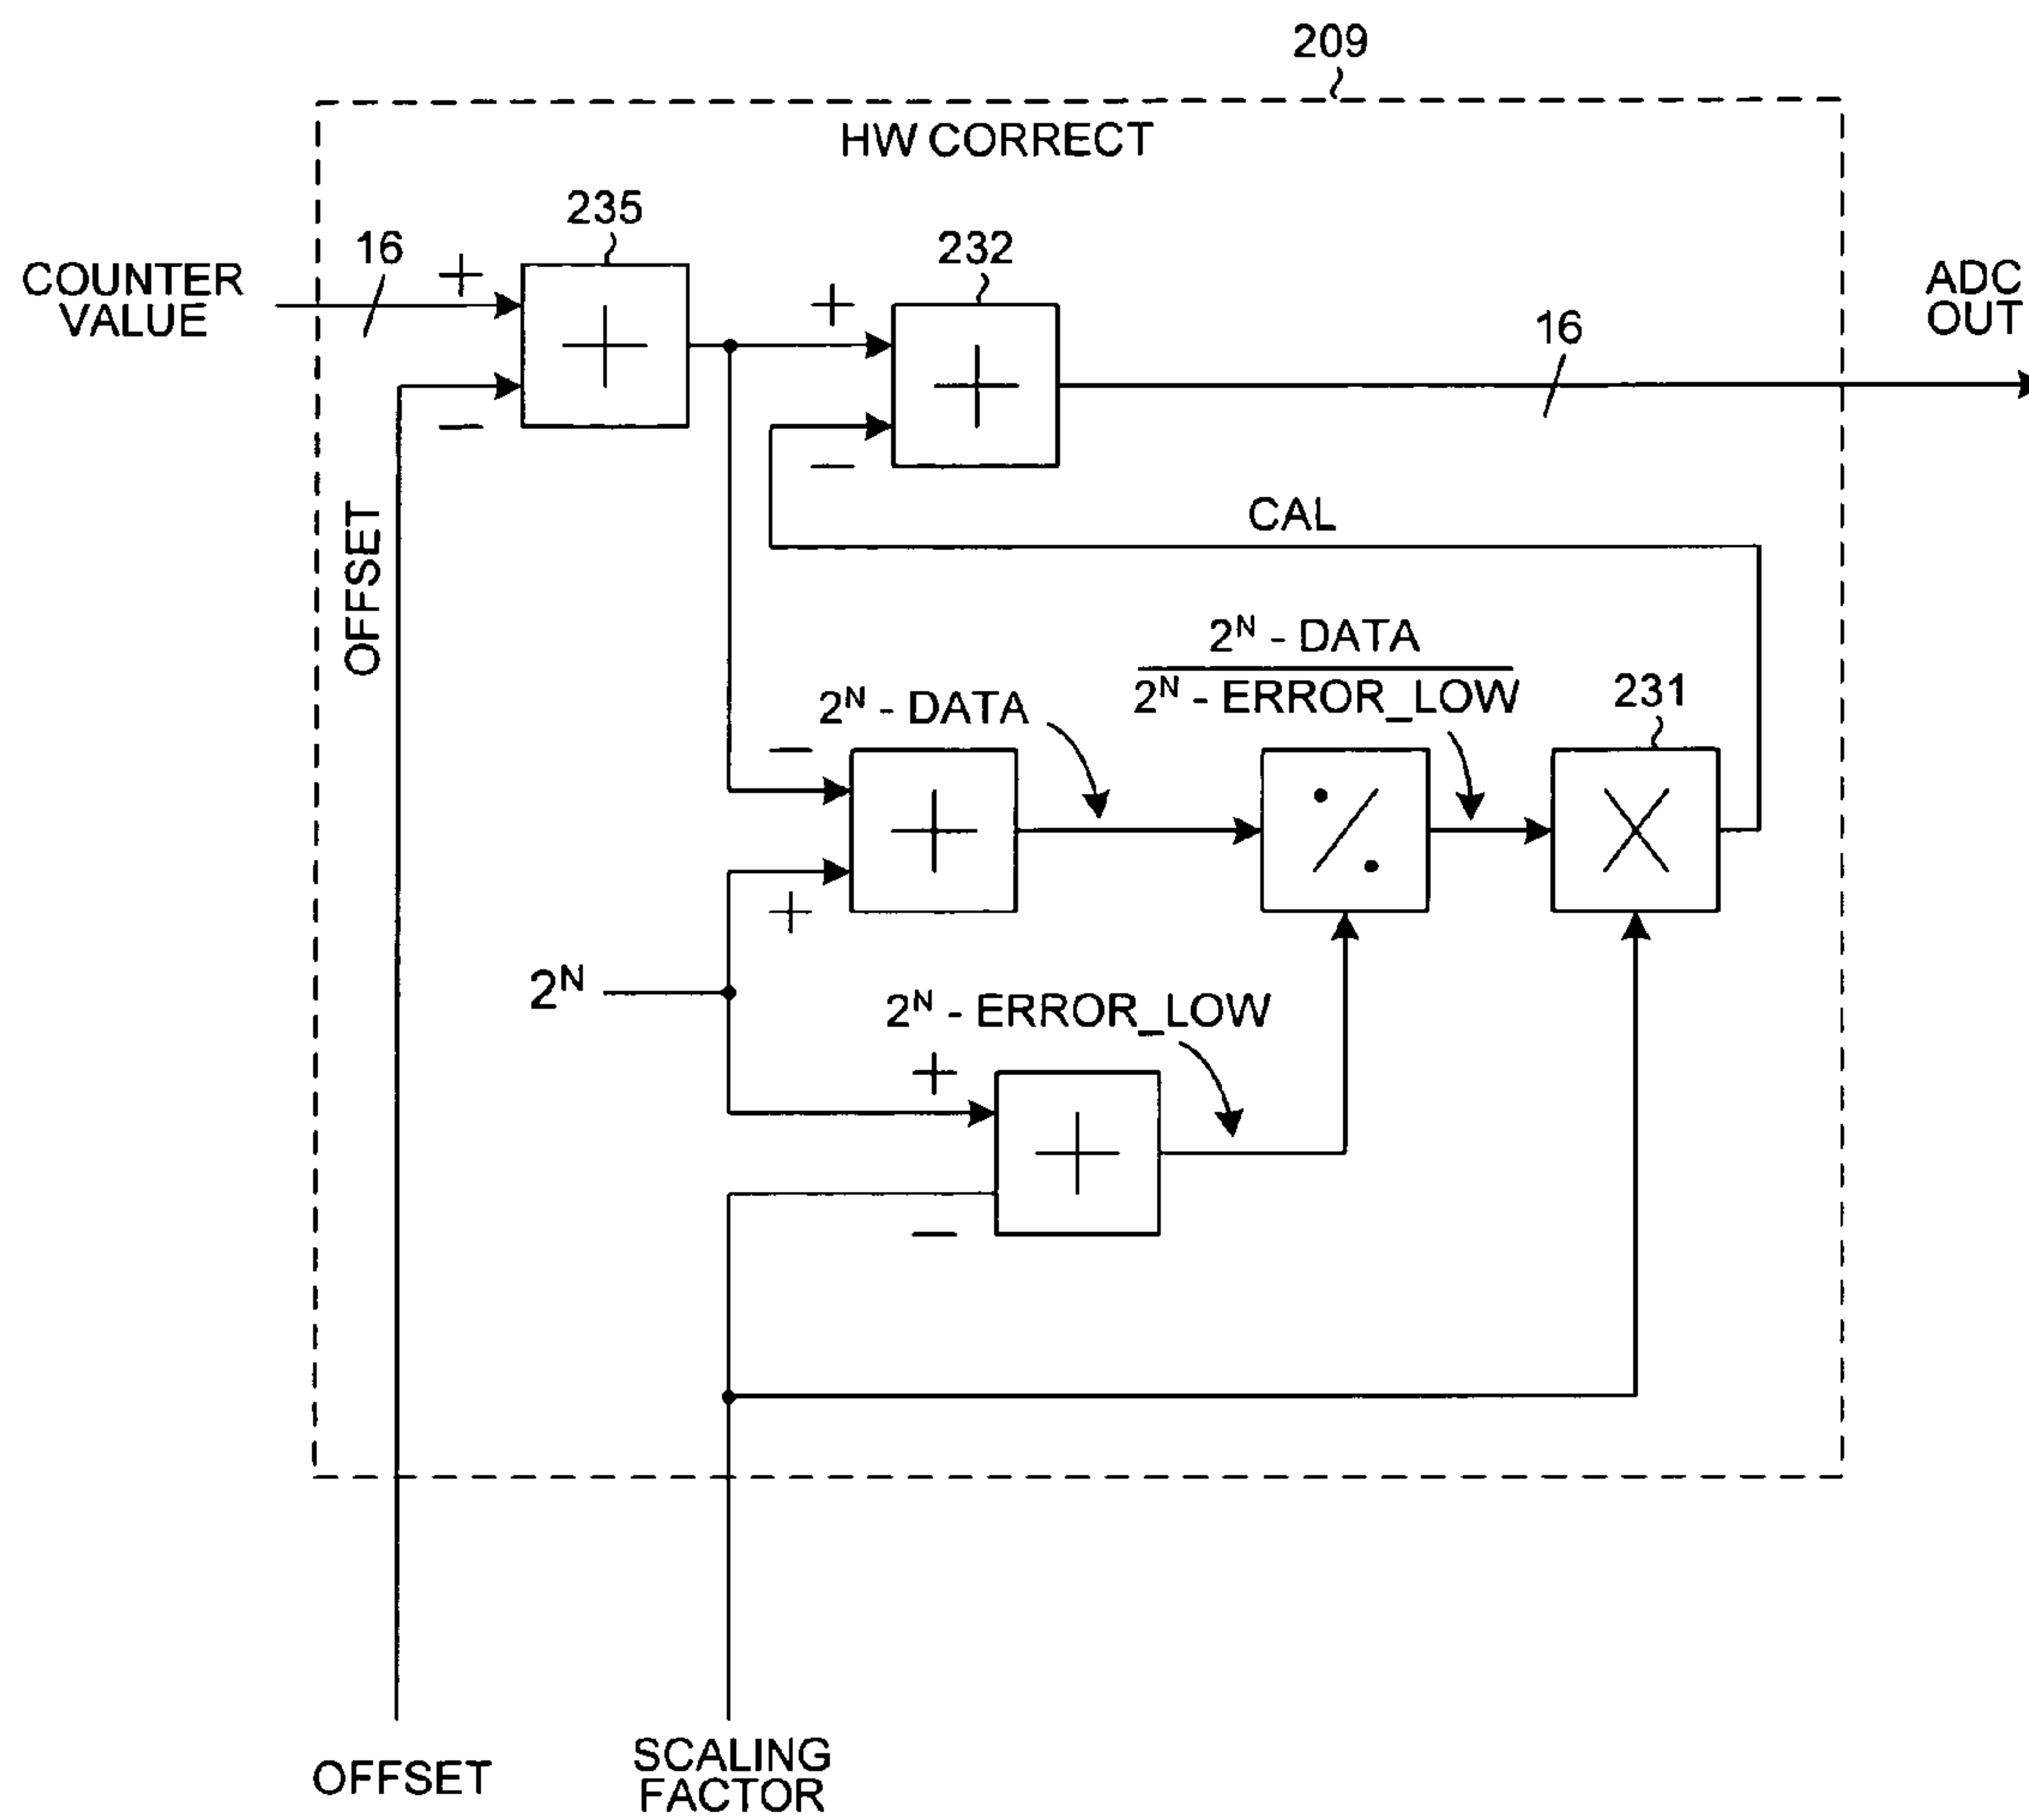 209
HW CORRECT
235
232
16
+
COUNTER
VALUE
+
+
+
−
−
16
ADC
OUT
OFFSET
CAL
2ᴺ - DATA
2ᴺ - DATA
2ᴺ - ERROR_LOW
231
−
+
+
2ᴺ
2ᴺ - ERROR_LOW
+
+
−
OFFSET
SCALING
FACTOR